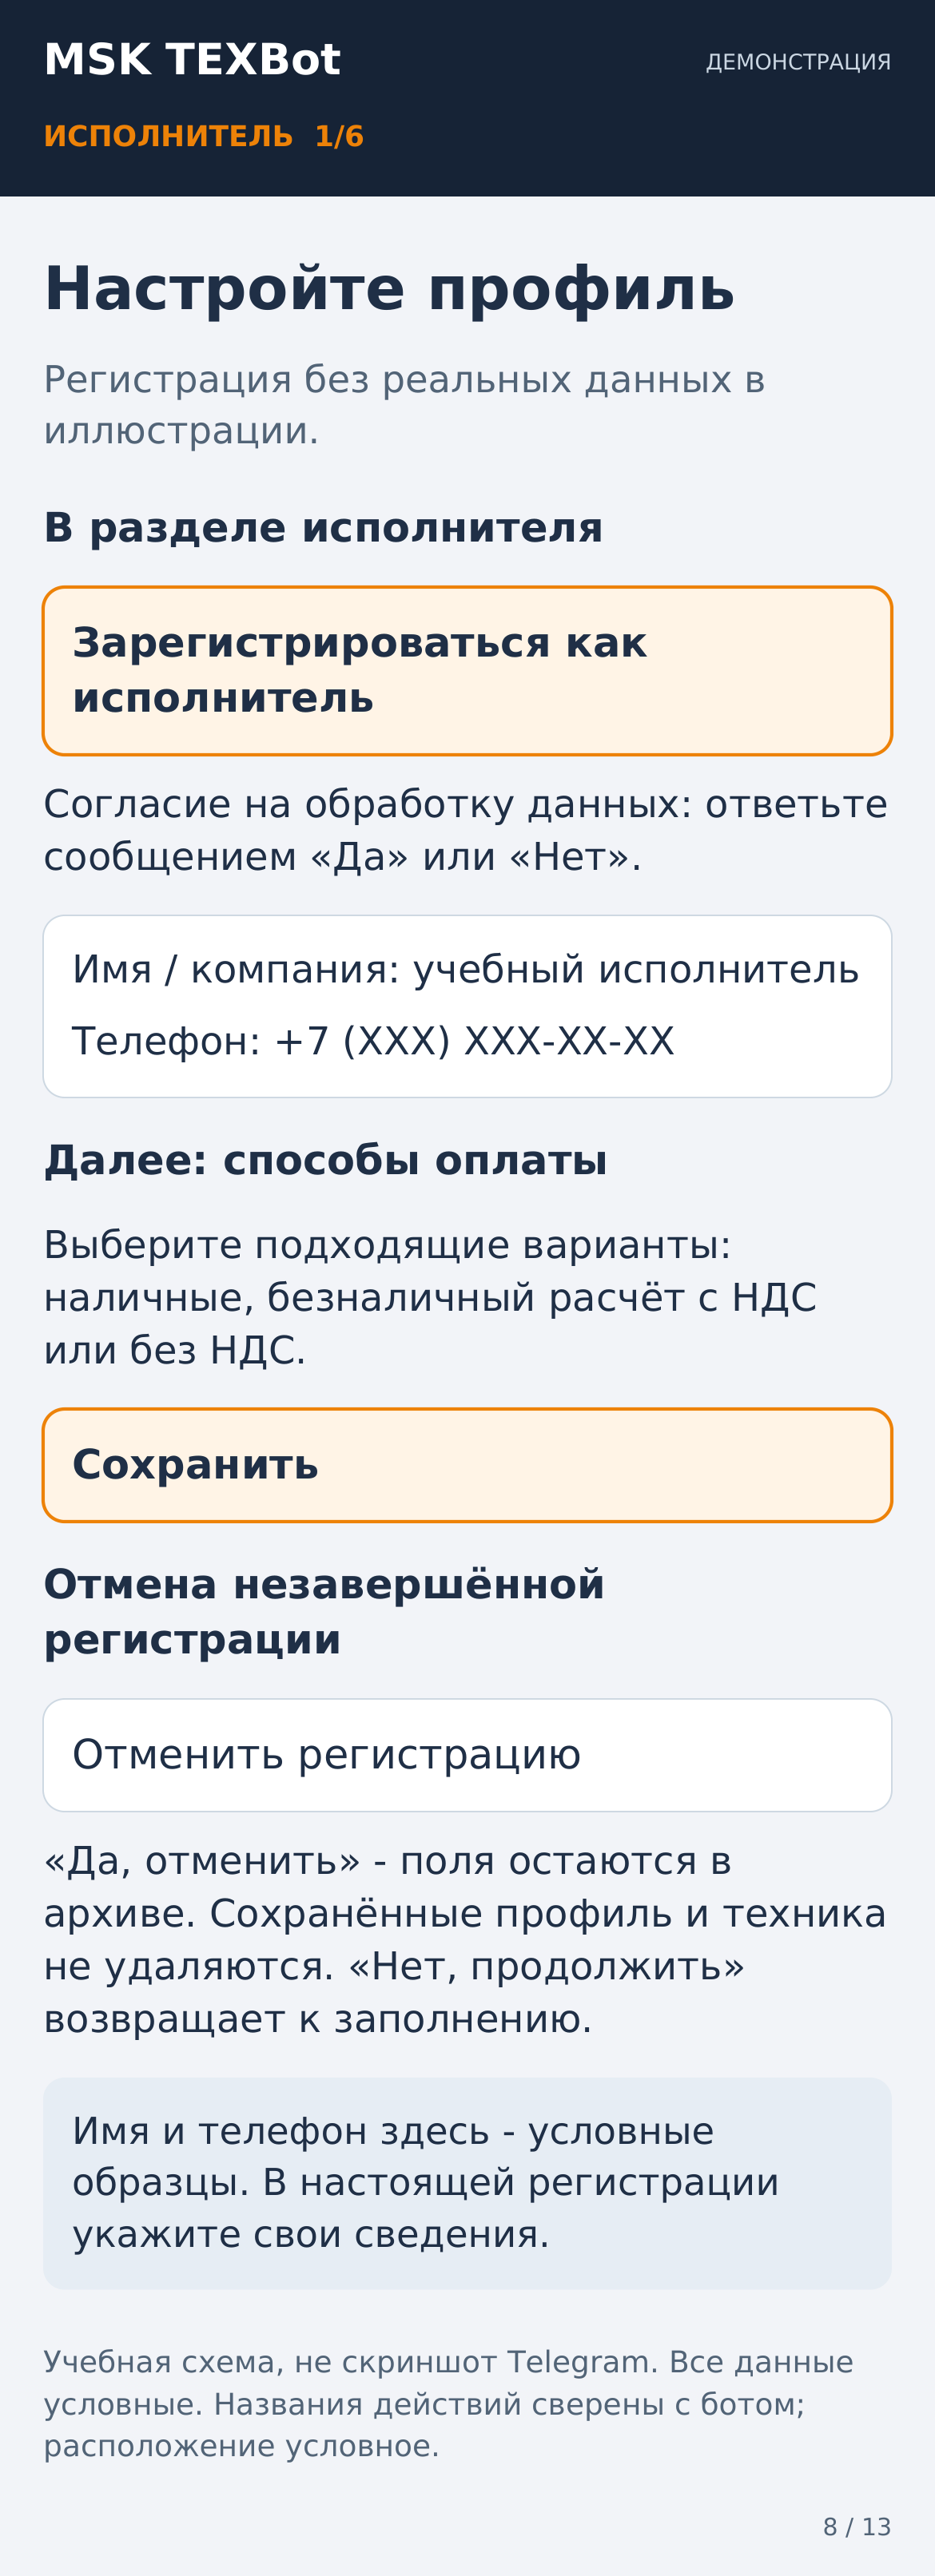 MSK TEXBot
ДЕМОНСТРАЦИЯ
ИСПОЛНИТЕЛЬ 1/6
Настройте профиль
Регистрация без реальных данных в
иллюстрации.
В разделе исполнителя
Зарегистрироваться как
исполнитель
Согласие на обработку данных: ответьте
сообщением «Да» или «Нет».
Имя / компания: учебный исполнитель
Телефон: +7 (XXX) XXX-XX-XX
Далее: способы оплаты
Выберите подходящие варианты:
наличные, безналичный расчёт с НДС
или без НДС.
Сохранить
Отмена незавершённой
регистрации
Отменить регистрацию
«Да, отменить» - поля остаются в
архиве. Сохранённые профиль и техника
не удаляются. «Нет, продолжить»
возвращает к заполнению.
Имя и телефон здесь - условные
образцы. В настоящей регистрации
укажите свои сведения.
Учебная схема, не скриншот Telegram. Все данные
условные. Названия действий сверены с ботом;
расположение условное.
8 / 13